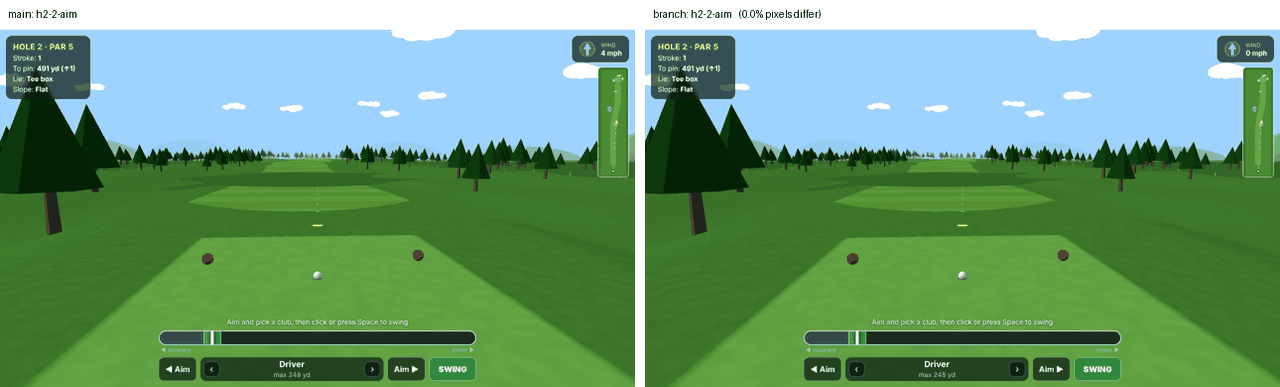 main: h2-2-aim
HOLE 2 · PAR 5
Stroke: 1
To pin: 491 yd (↑1)
Lie: Tee box
Slope: Flat
WIND
4 mph
Aim and pick a club, then click or press Space to swing
◀ accuracy
power ▶
◀ Aim
‹
Driver
max 248 yd
›
Aim ▶
SWING
branch: h2-2-aim (0.0% pixels differ)
HOLE 2 · PAR 5
Stroke: 1
To pin: 491 yd (↑1)
Lie: Tee box
Slope: Flat
WIND
0 mph
Aim and pick a club, then click or press Space to swing
◀ accuracy
power ▶
◀ Aim
‹
Driver
max 248 yd
›
Aim ▶
SWING